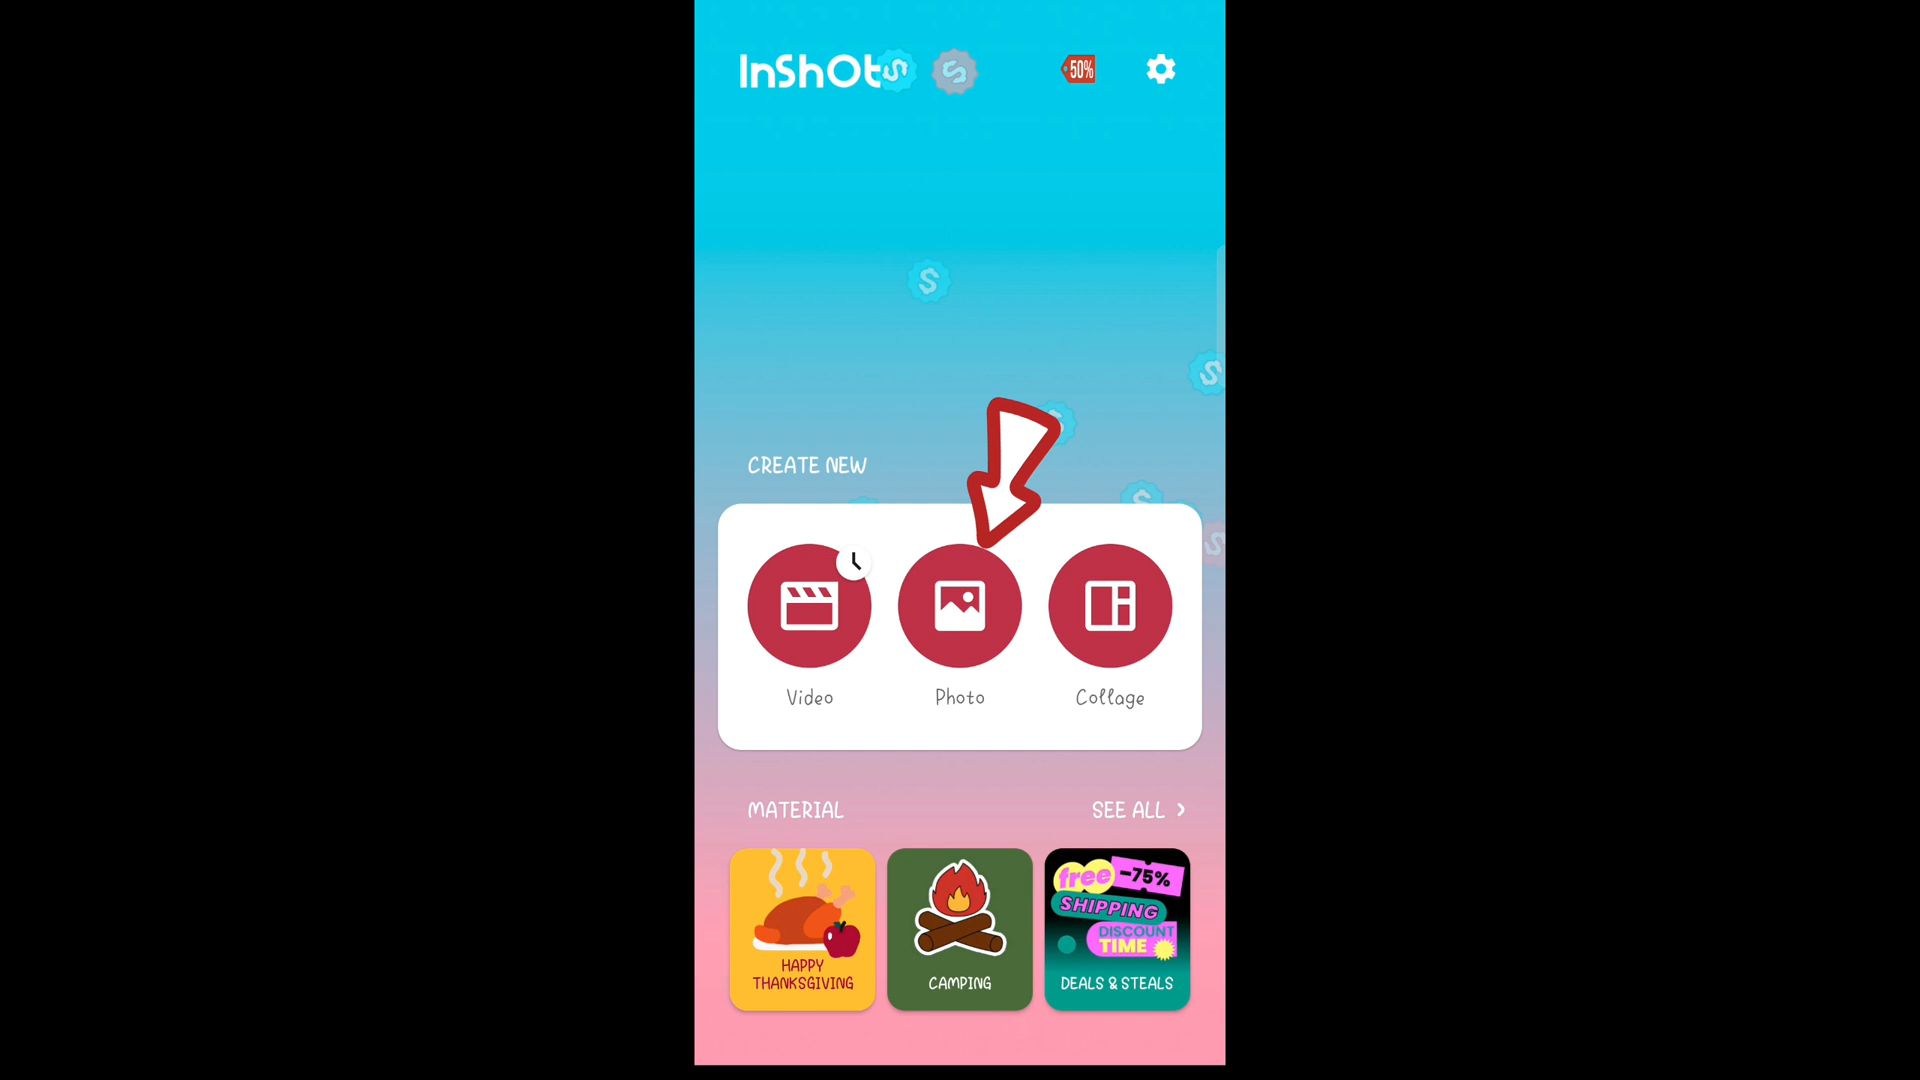 InShOt
50%
CREATE NEW
Video
Photo
Collage
MATERIAL
SEE ALL
HAPPY
THANKSGIVING
CAMPING
free -75%
SHIPPING
DISCOUNT
TIME
DEALS & STEALS